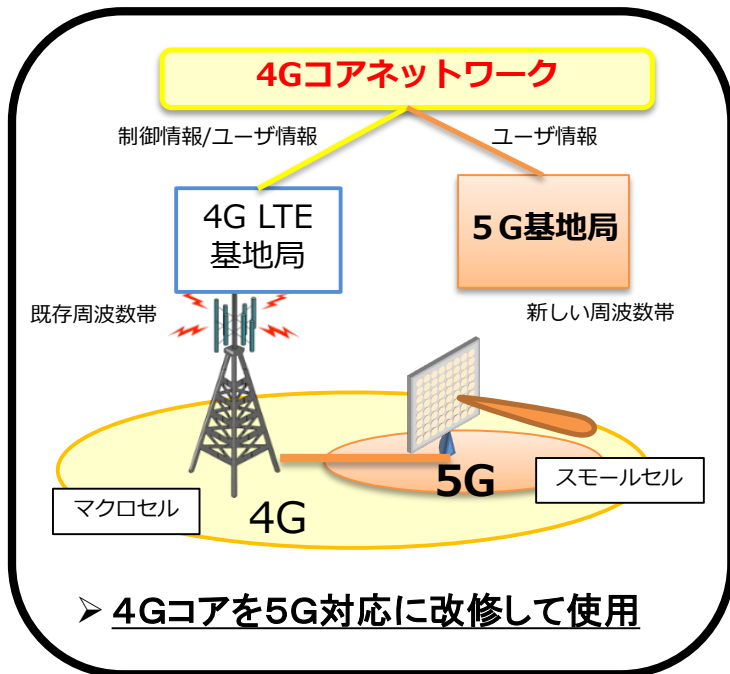 4Gコアネットワーク
制御情報/ユーザ情報
ユーザ情報
4G LTE
基地局
５G基地局
既存周波数帯
新しい周波数帯
5G
スモールセル
マクロセル
4G
➢ ４Ｇコアを５Ｇ対応に改修して使用